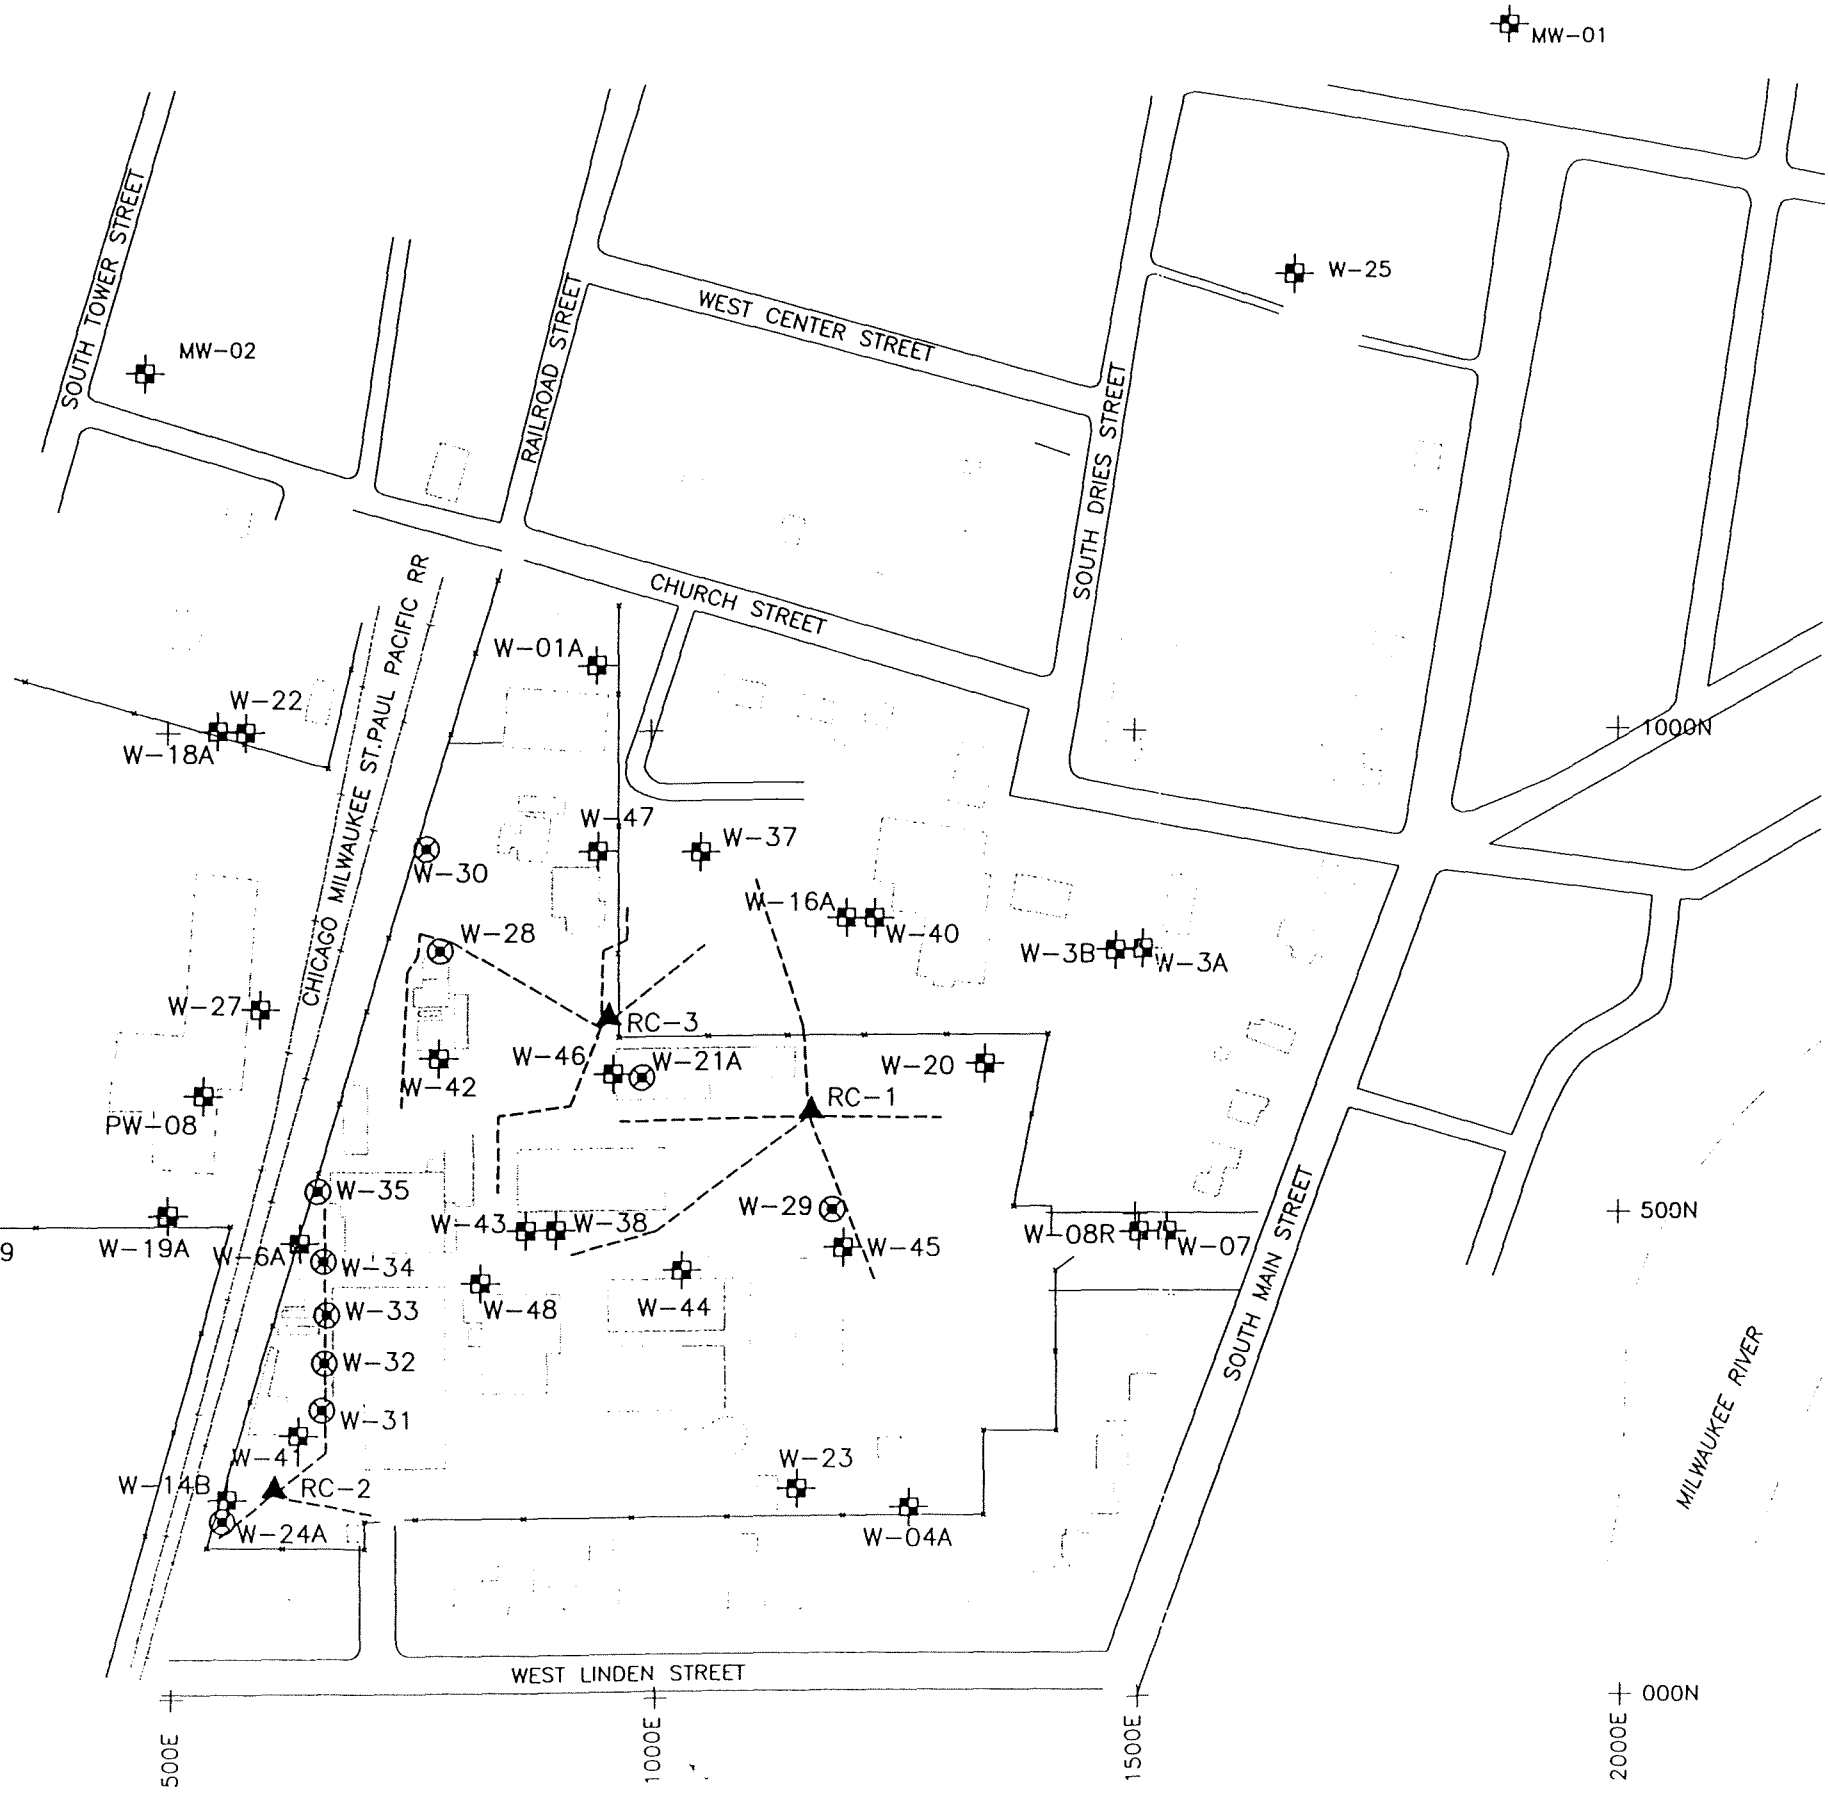 MW-01
SOUTH TOWER STREET
W-25
RAILROAD STREET
WEST CENTER STREET
MW-02
SOUTH DRIES STREET
CHICAGO MILWAUKEE ST.PAUL PACIFIC RR
CHURCH STREET
W-01A
W-22
W-18A
1000N
W-47
W-37
W-30
W-16A
W-40
W-28
W-3B
W-3A
W-27
RC-3
W-46
W-21A
W-20
W-42
RC-1
PW-08
W-35
W-29
500N
W-43
W-38
W-08R
W-07
W-19A
W-6A
W-45
9
W-34
W-48
W-44
W-33
SOUTH MAIN STREET
W-32
MILWAUKEE RIVER
W-31
W-41
W-23
W-14B
RC-2
W-24A
W-04A
WEST LINDEN STREET
000N
500E
1000E
1500E
2000E